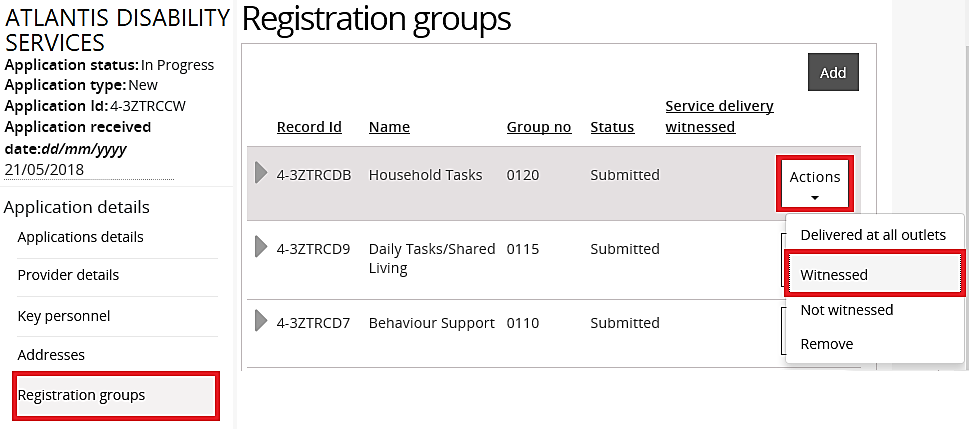 ATLANTIS DISABILITY
SERVICES
Application status: In Progress
Application type: New
Application Id: 4-3ZTRCCW
Application received
date:dd/mm/yyyy
21/05/2018
Application details
Applications details
Provider details
Key personnel
Addresses
Registration groups
Registration groups
Add
Record Id Name Group no Status Service delivery
witnessed
4-3ZTRCDB Household Tasks 0120 Submitted Actions
4-3ZTRCD9 Daily Tasks/Shared 0115 Submitted
Living
4-3ZTRCD7 Behaviour Support 0110 Submitted
Delivered at all outlets
Witnessed
Not witnessed
Remove